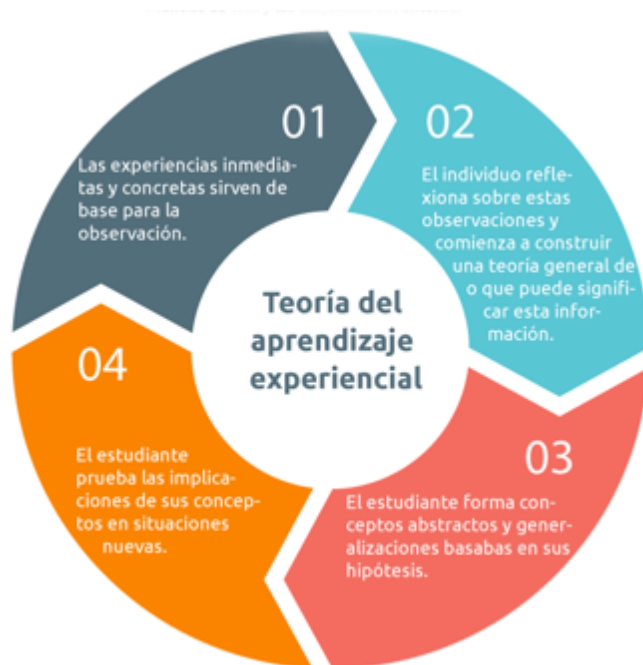 01
Las experiencias inmedia-
tas y concretas sirven de
base para la
observación.
02
El individuo refle-
xiona sobre estas
observaciones y
comienza a construir
una teoría general de
o que puede signifi-
car esta infor-
mación.
Teoría del
aprendizaje
experiencial
03
El estudiante forma con-
ceptos abstractos y gener-
alizaciones basabas en sus
hipótesis.
04
El estudiante
prueba las implica-
ciones de sus concep-
tos en situaciones
nuevas.